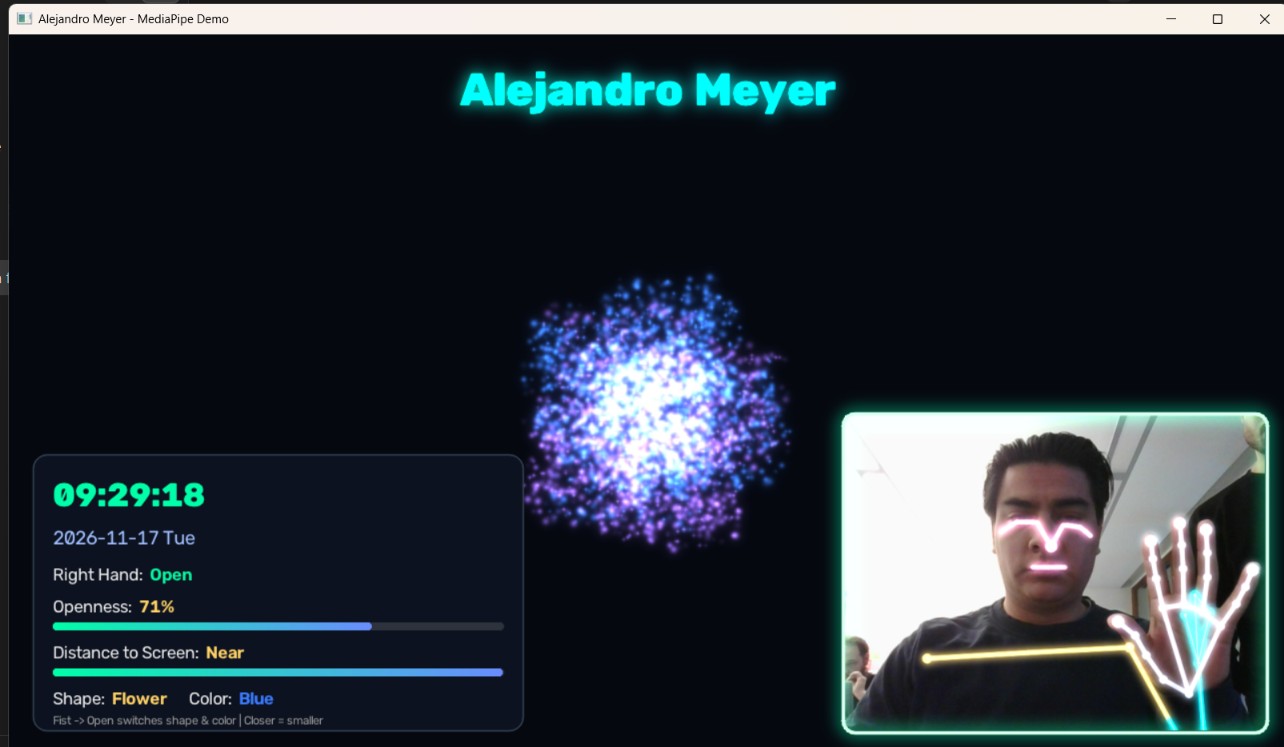 Alejandro Meyer - MediaPipe Demo
Alejandro Meyer
09:29:18
2026-11-17 Tue
Right Hand: Open
Openness: 71%
Distance to Screen: Near
Shape: Flower Color: Blue
Fist -> Open switches shape & color | Closer = smaller